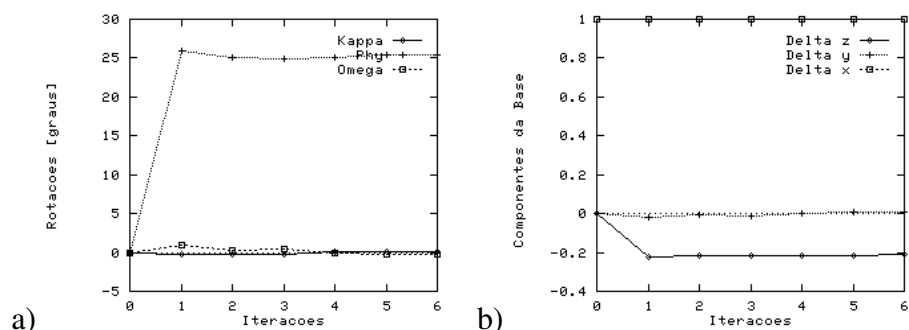 30
25
20
15
10
5
0
-5
Rotacoes [graus]
Kappa
Phy
Omega
0 1 2 3 4 5 6
Iteracoes
a)
1
0.8
0.6
0.4
0.2
0
-0.2
-0.4
Componentes da Base
Delta z
Delta y
Delta x
0 1 2 3 4 5 6
Iteracoes
b)